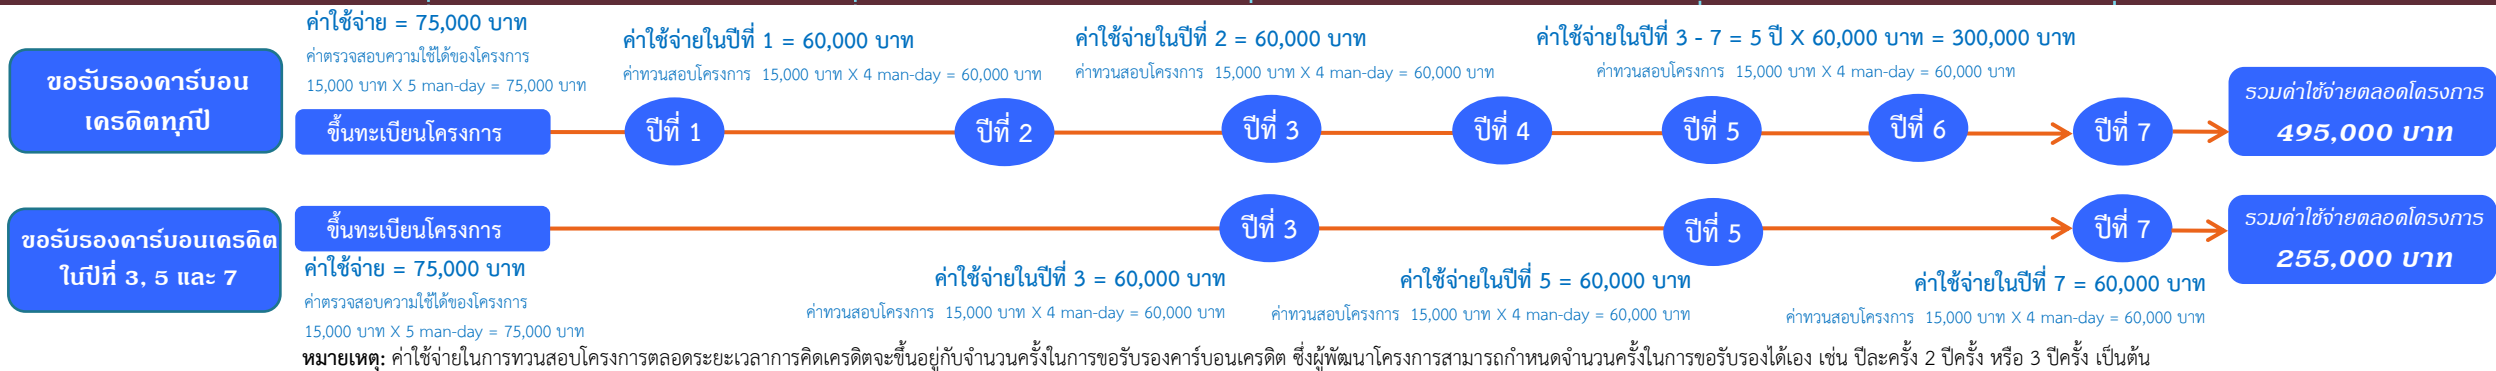 ค่าใช้จ่าย = 75,000 บาท
ค่าตรวจสอบความใช้ได้ของโครงการ
15,000 บาท X 5 man-day = 75,000 บาท
ค่าใช้จ่ายในปีที่ 1 = 60,000 บาท
ค่าทวนสอบโครงการ 15,000 บาท X 4 man-day = 60,000 บาท
ค่าใช้จ่ายในปีที่ 2 = 60,000 บาท
ค่าทวนสอบโครงการ 15,000 บาท X 4 man-day = 60,000 บาท
ค่าใช้จ่ายในปีที่ 3 - 7 = 5 ปี X 60,000 บาท = 300,000 บาท
ค่าทวนสอบโครงการ 15,000 บาท X 4 man-day = 60,000 บาท
ขอรับรองคาร์บอน
เครดิตทุกปี
ขึ้นทะเบียนโครงการ
ปีที่ 1
ปีที่ 2
ปีที่ 3
ปีที่ 4
ปีที่ 5
ปีที่ 6
ปีที่ 7
รวมค่าใช้จ่ายตลอดโครงการ
495,000 บาท
ขอรับรองคาร์บอนเครดิต
ในปีที่ 3, 5 และ 7
ขึ้นทะเบียนโครงการ
ปีที่ 3
ปีที่ 5
ปีที่ 7
รวมค่าใช้จ่ายตลอดโครงการ
255,000 บาท
ค่าใช้จ่าย = 75,000 บาท
ค่าตรวจสอบความใช้ได้ของโครงการ
15,000 บาท X 5 man-day = 75,000 บาท
ค่าใช้จ่ายในปีที่ 3 = 60,000 บาท
ค่าทวนสอบโครงการ 15,000 บาท X 4 man-day = 60,000 บาท
ค่าใช้จ่ายในปีที่ 5 = 60,000 บาท
ค่าทวนสอบโครงการ 15,000 บาท X 4 man-day = 60,000 บาท
ค่าใช้จ่ายในปีที่ 7 = 60,000 บาท
ค่าทวนสอบโครงการ 15,000 บาท X 4 man-day = 60,000 บาท
หมายเหตุ: ค่าใช้จ่ายในการทวนสอบโครงการตลอดระยะเวลาการคิดเครดิตจะขึ้นอยู่กับจำนวนครั้งในการขอรับรองคาร์บอนเครดิต ซึ่งผู้พัฒนาโครงการสามารถกำหนดจำนวนครั้งในการขอรับรองได้เอง เช่น ปีละครั้ง 2 ปีครั้ง หรือ 3 ปีครั้ง เป็นต้น